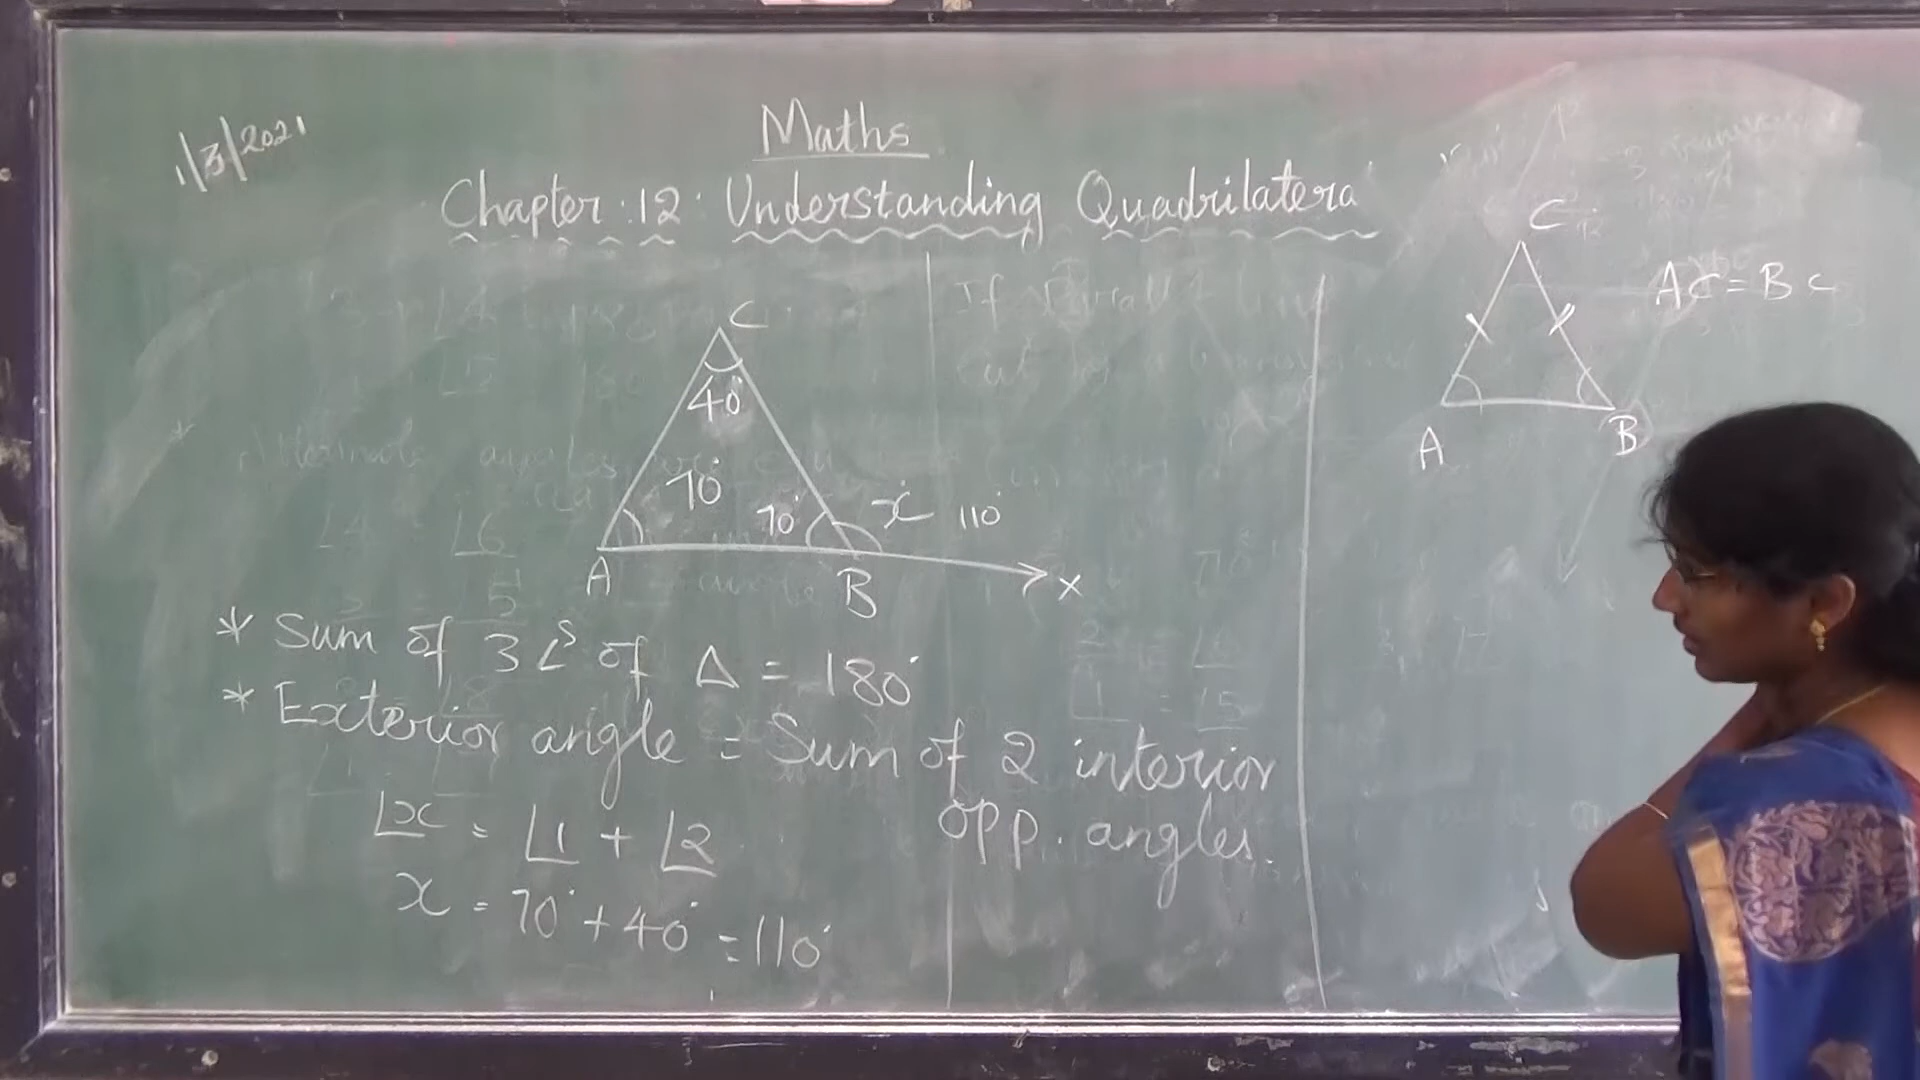 1/3/2021
Maths
Chapter:12: Understanding Quadrilatera
C
40°
70°
70°
x° 110°
A
B
x
* Sum of 3 ∠s of △ = 180°
* Exterior angle = Sum of 2 interior
opp. angles.
∠x = ∠1 + ∠2
x = 70° + 40° = 110°
C
AC = BC
A
B